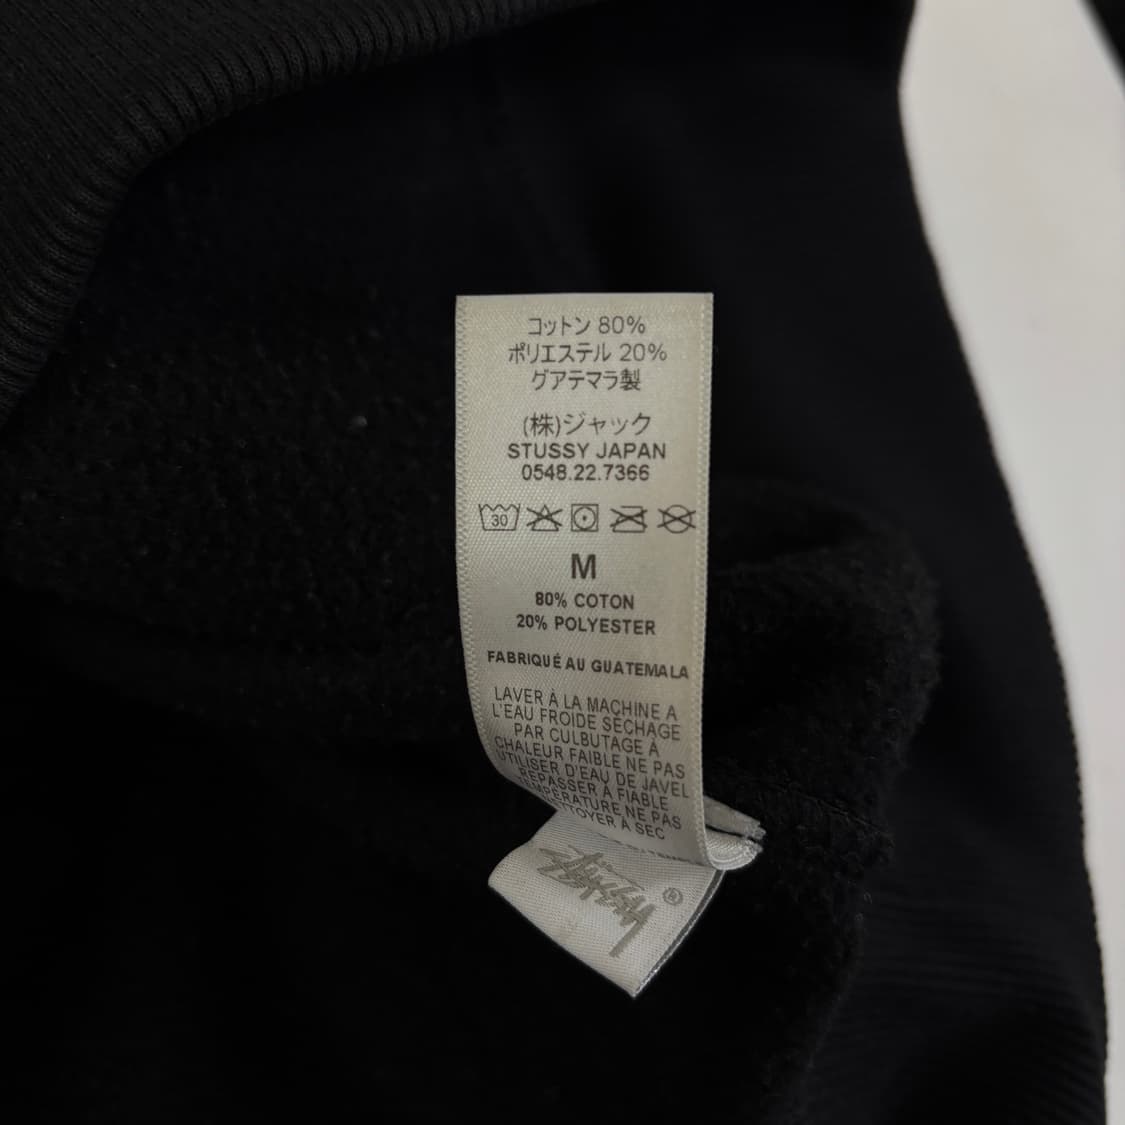 コットン 80%
ポリエステル 20%
グアテマラ製
(株)ジャック
STUSSY JAPAN
0548.22.7366
30
M
80% COTON
20% POLYESTER
FABRIQUÉ AU GUATEMALA
LAVER À LA MACHINE A
L'EAU FROIDE SÉCHAGE
PAR CULBUTAGE À
CHALEUR FAIBLE NE PAS
UTILISER D'EAU DE JAVEL
REPASSER À FIABLE
TEMPÉRATURE NE PAS
NETTOYER À SEC
Stüssy ®